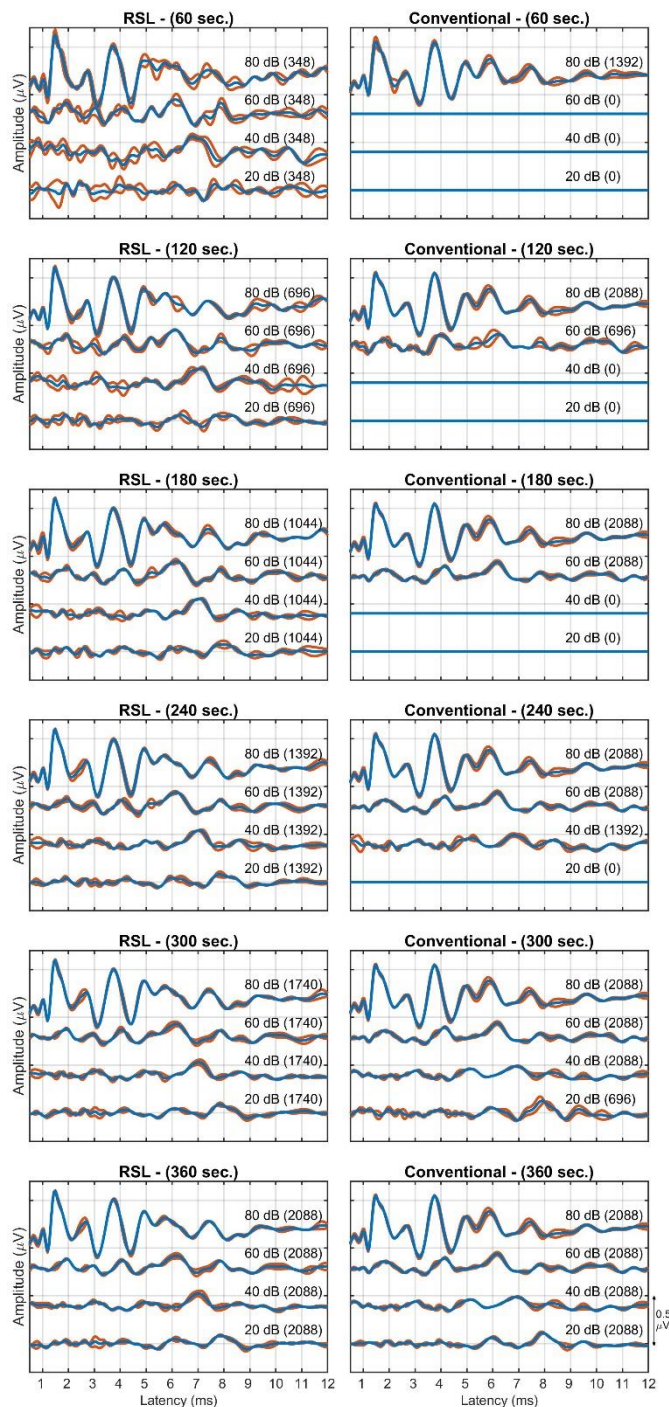 RSL - (60 sec.)
Conventional - (60 sec.)
Amplitude (μV)
80 dB (348)
60 dB (348)
40 dB (348)
20 dB (348)
80 dB (1392)
60 dB (0)
40 dB (0)
20 dB (0)
RSL - (120 sec.)
Conventional - (120 sec.)
Amplitude (μV)
80 dB (696)
60 dB (696)
40 dB (696)
20 dB (696)
80 dB (2088)
60 dB (696)
40 dB (0)
20 dB (0)
RSL - (180 sec.)
Conventional - (180 sec.)
Amplitude (μV)
80 dB (1044)
60 dB (1044)
40 dB (1044)
20 dB (1044)
80 dB (2088)
60 dB (2088)
40 dB (0)
20 dB (0)
RSL - (240 sec.)
Conventional - (240 sec.)
Amplitude (μV)
80 dB (1392)
60 dB (1392)
40 dB (1392)
20 dB (1392)
80 dB (2088)
60 dB (2088)
40 dB (1392)
20 dB (0)
RSL - (300 sec.)
Conventional - (300 sec.)
Amplitude (μV)
80 dB (1740)
60 dB (1740)
40 dB (1740)
20 dB (1740)
80 dB (2088)
60 dB (2088)
40 dB (2088)
20 dB (696)
RSL - (360 sec.)
Conventional - (360 sec.)
Amplitude (μV)
80 dB (2088)
60 dB (2088)
40 dB (2088)
20 dB (2088)
80 dB (2088)
60 dB (2088)
40 dB (2088)
20 dB (2088)
0.5
μV
1 2 3 4 5 6 7 8 9 10 11 12
Latency (ms)
1 2 3 4 5 6 7 8 9 10 11 12
Latency (ms)